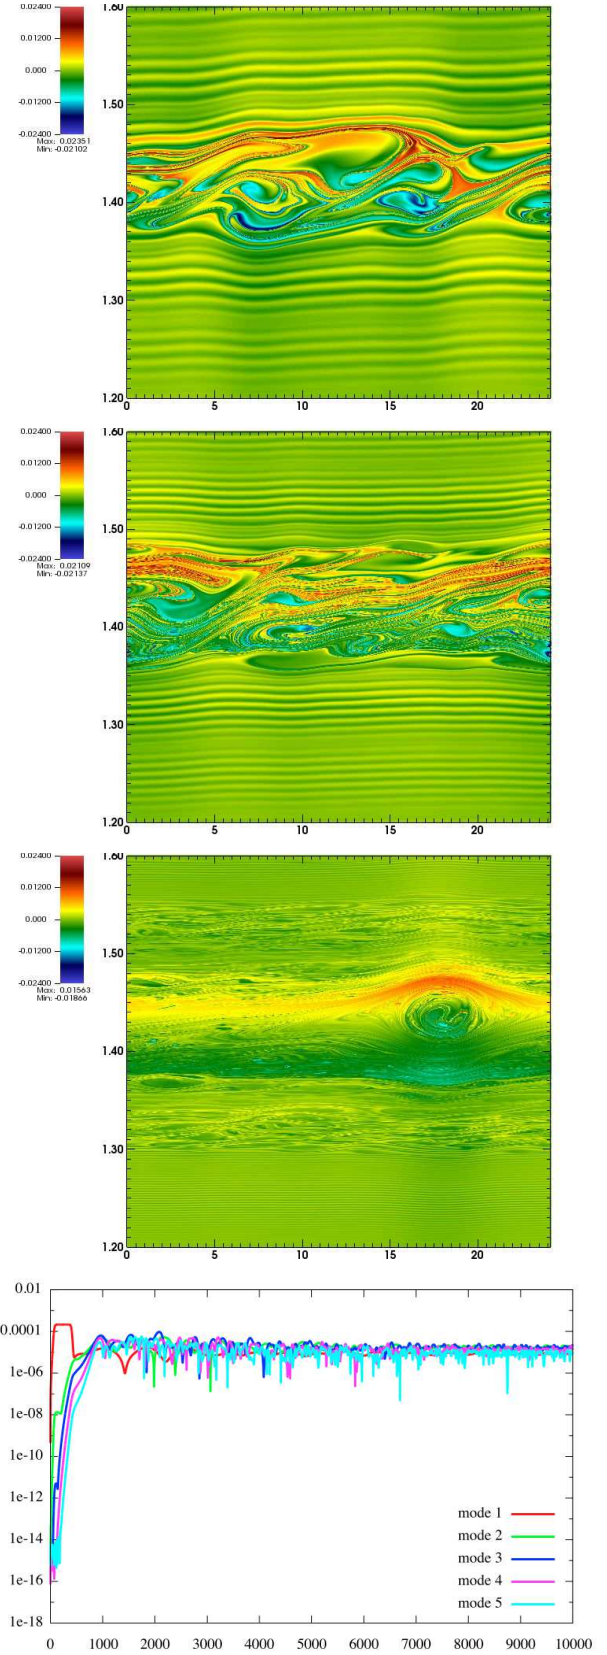 0.02400
0.01200
0.000
-0.01200
-0.02400
Max: 0.02351
Min: -0.02102
1.60
1.50
1.40
1.30
1.20
0 5 10 15 20
0.02400
0.01200
0.000
-0.01200
-0.02400
Max: 0.02109
Min: -0.02137
1.60
1.50
1.40
1.30
1.20
0 5 10 15 20
0.02400
0.01200
0.000
-0.01200
-0.02400
Max: 0.01563
Min: -0.01866
1.60
1.50
1.40
1.30
1.20
0 5 10 15 20
0.01
0.0001
1e-06
1e-08
1e-10
1e-12
1e-14
1e-16
1e-18
mode 1
mode 2
mode 3
mode 4
mode 5
0 1000 2000 3000 4000 5000 6000 7000 8000 9000 10000